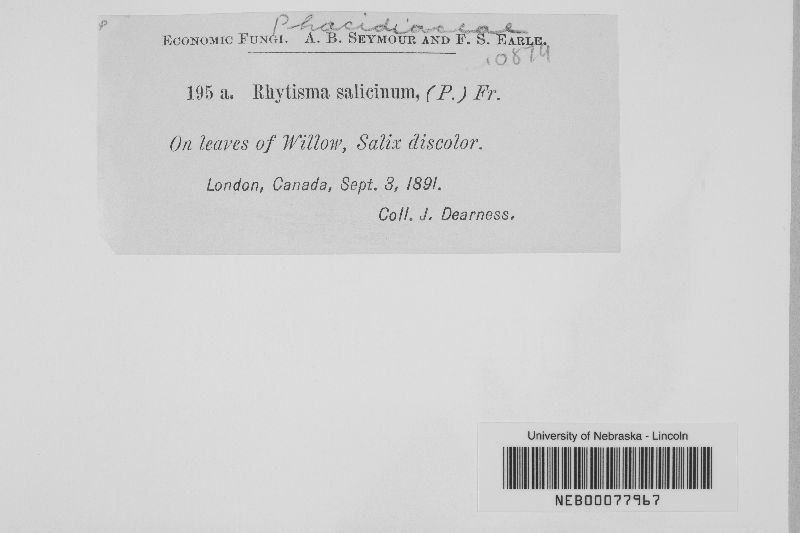 P
Phacidiaceae
ECONOMIC FUNGI. A. B. SEYMOUR AND F. S. EARLE.
10879
195 a. Rhytisma salicinum, (P.) Fr.
On leaves of Willow, Salix discolor.
London, Canada, Sept. 3, 1891.
Coll. J. Dearness.
University of Nebraska - Lincoln
NEB00077967